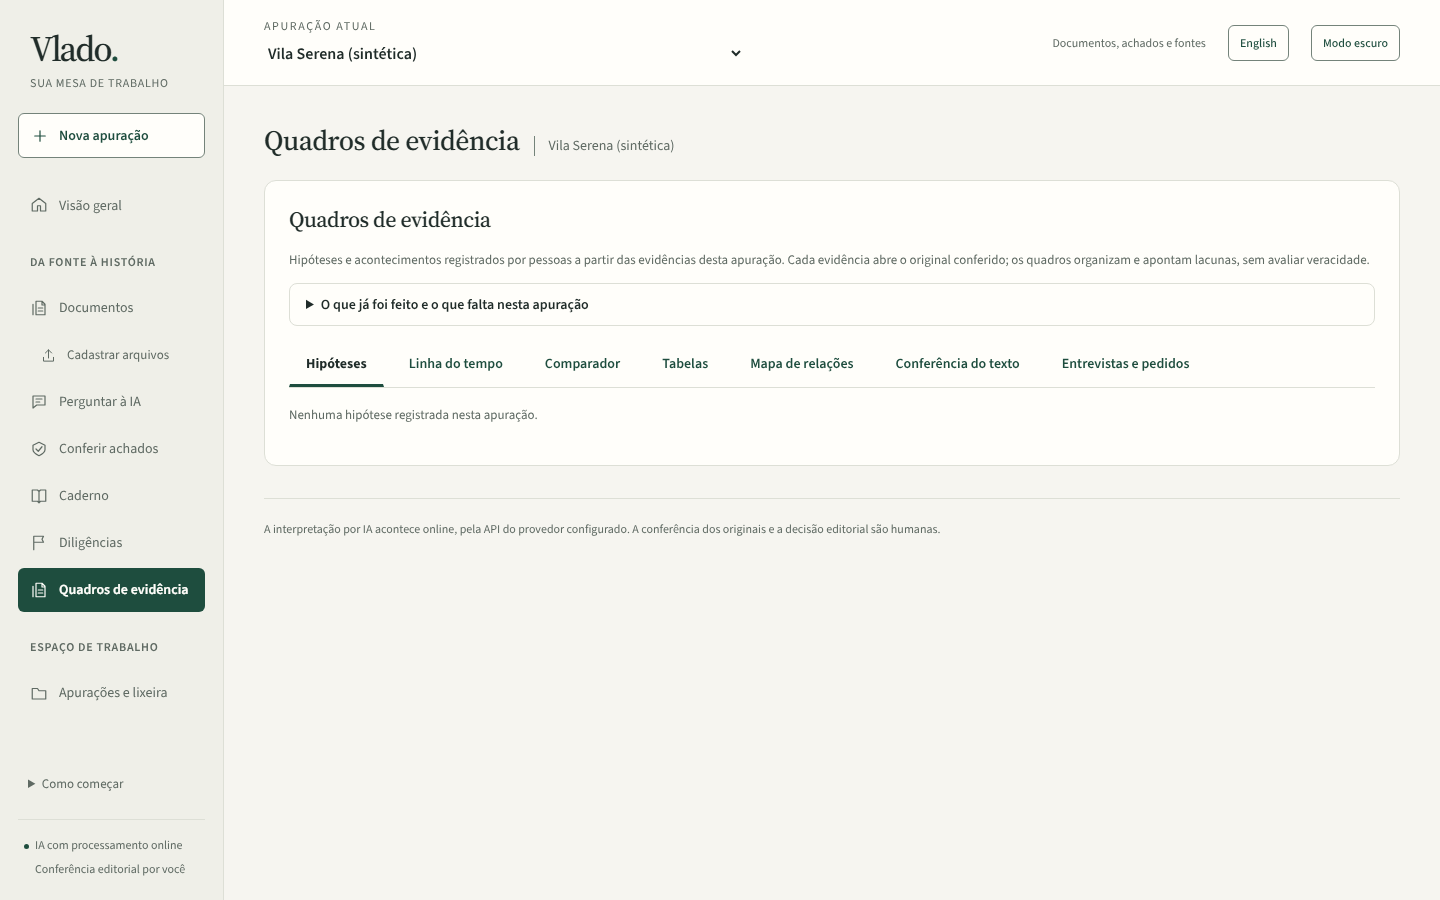 Vlado.
SUA MESA DE TRABALHO
Nova apuração
Visão geral
DA FONTE À HISTÓRIA
Documentos
Cadastrar arquivos
Perguntar à IA
Conferir achados
Caderno
Diligências
Quadros de evidência
ESPAÇO DE TRABALHO
Apurações e lixeira
Como começar
IA com processamento online
Conferência editorial por você
APURAÇÃO ATUAL
Vila Serena (sintética)
Documentos, achados e fontes
English
Modo escuro
Quadros de evidência
Vila Serena (sintética)
Quadros de evidência
Hipóteses e acontecimentos registrados por pessoas a partir das evidências desta apuração. Cada evidência abre o original conferido; os quadros organizam e apontam lacunas, sem avaliar veracidade.
O que já foi feito e o que falta nesta apuração
Hipóteses
Linha do tempo
Comparador
Tabelas
Mapa de relações
Conferência do texto
Entrevistas e pedidos
Nenhuma hipótese registrada nesta apuração.
A interpretação por IA acontece online, pela API do provedor configurado. A conferência dos originais e a decisão editorial são humanas.